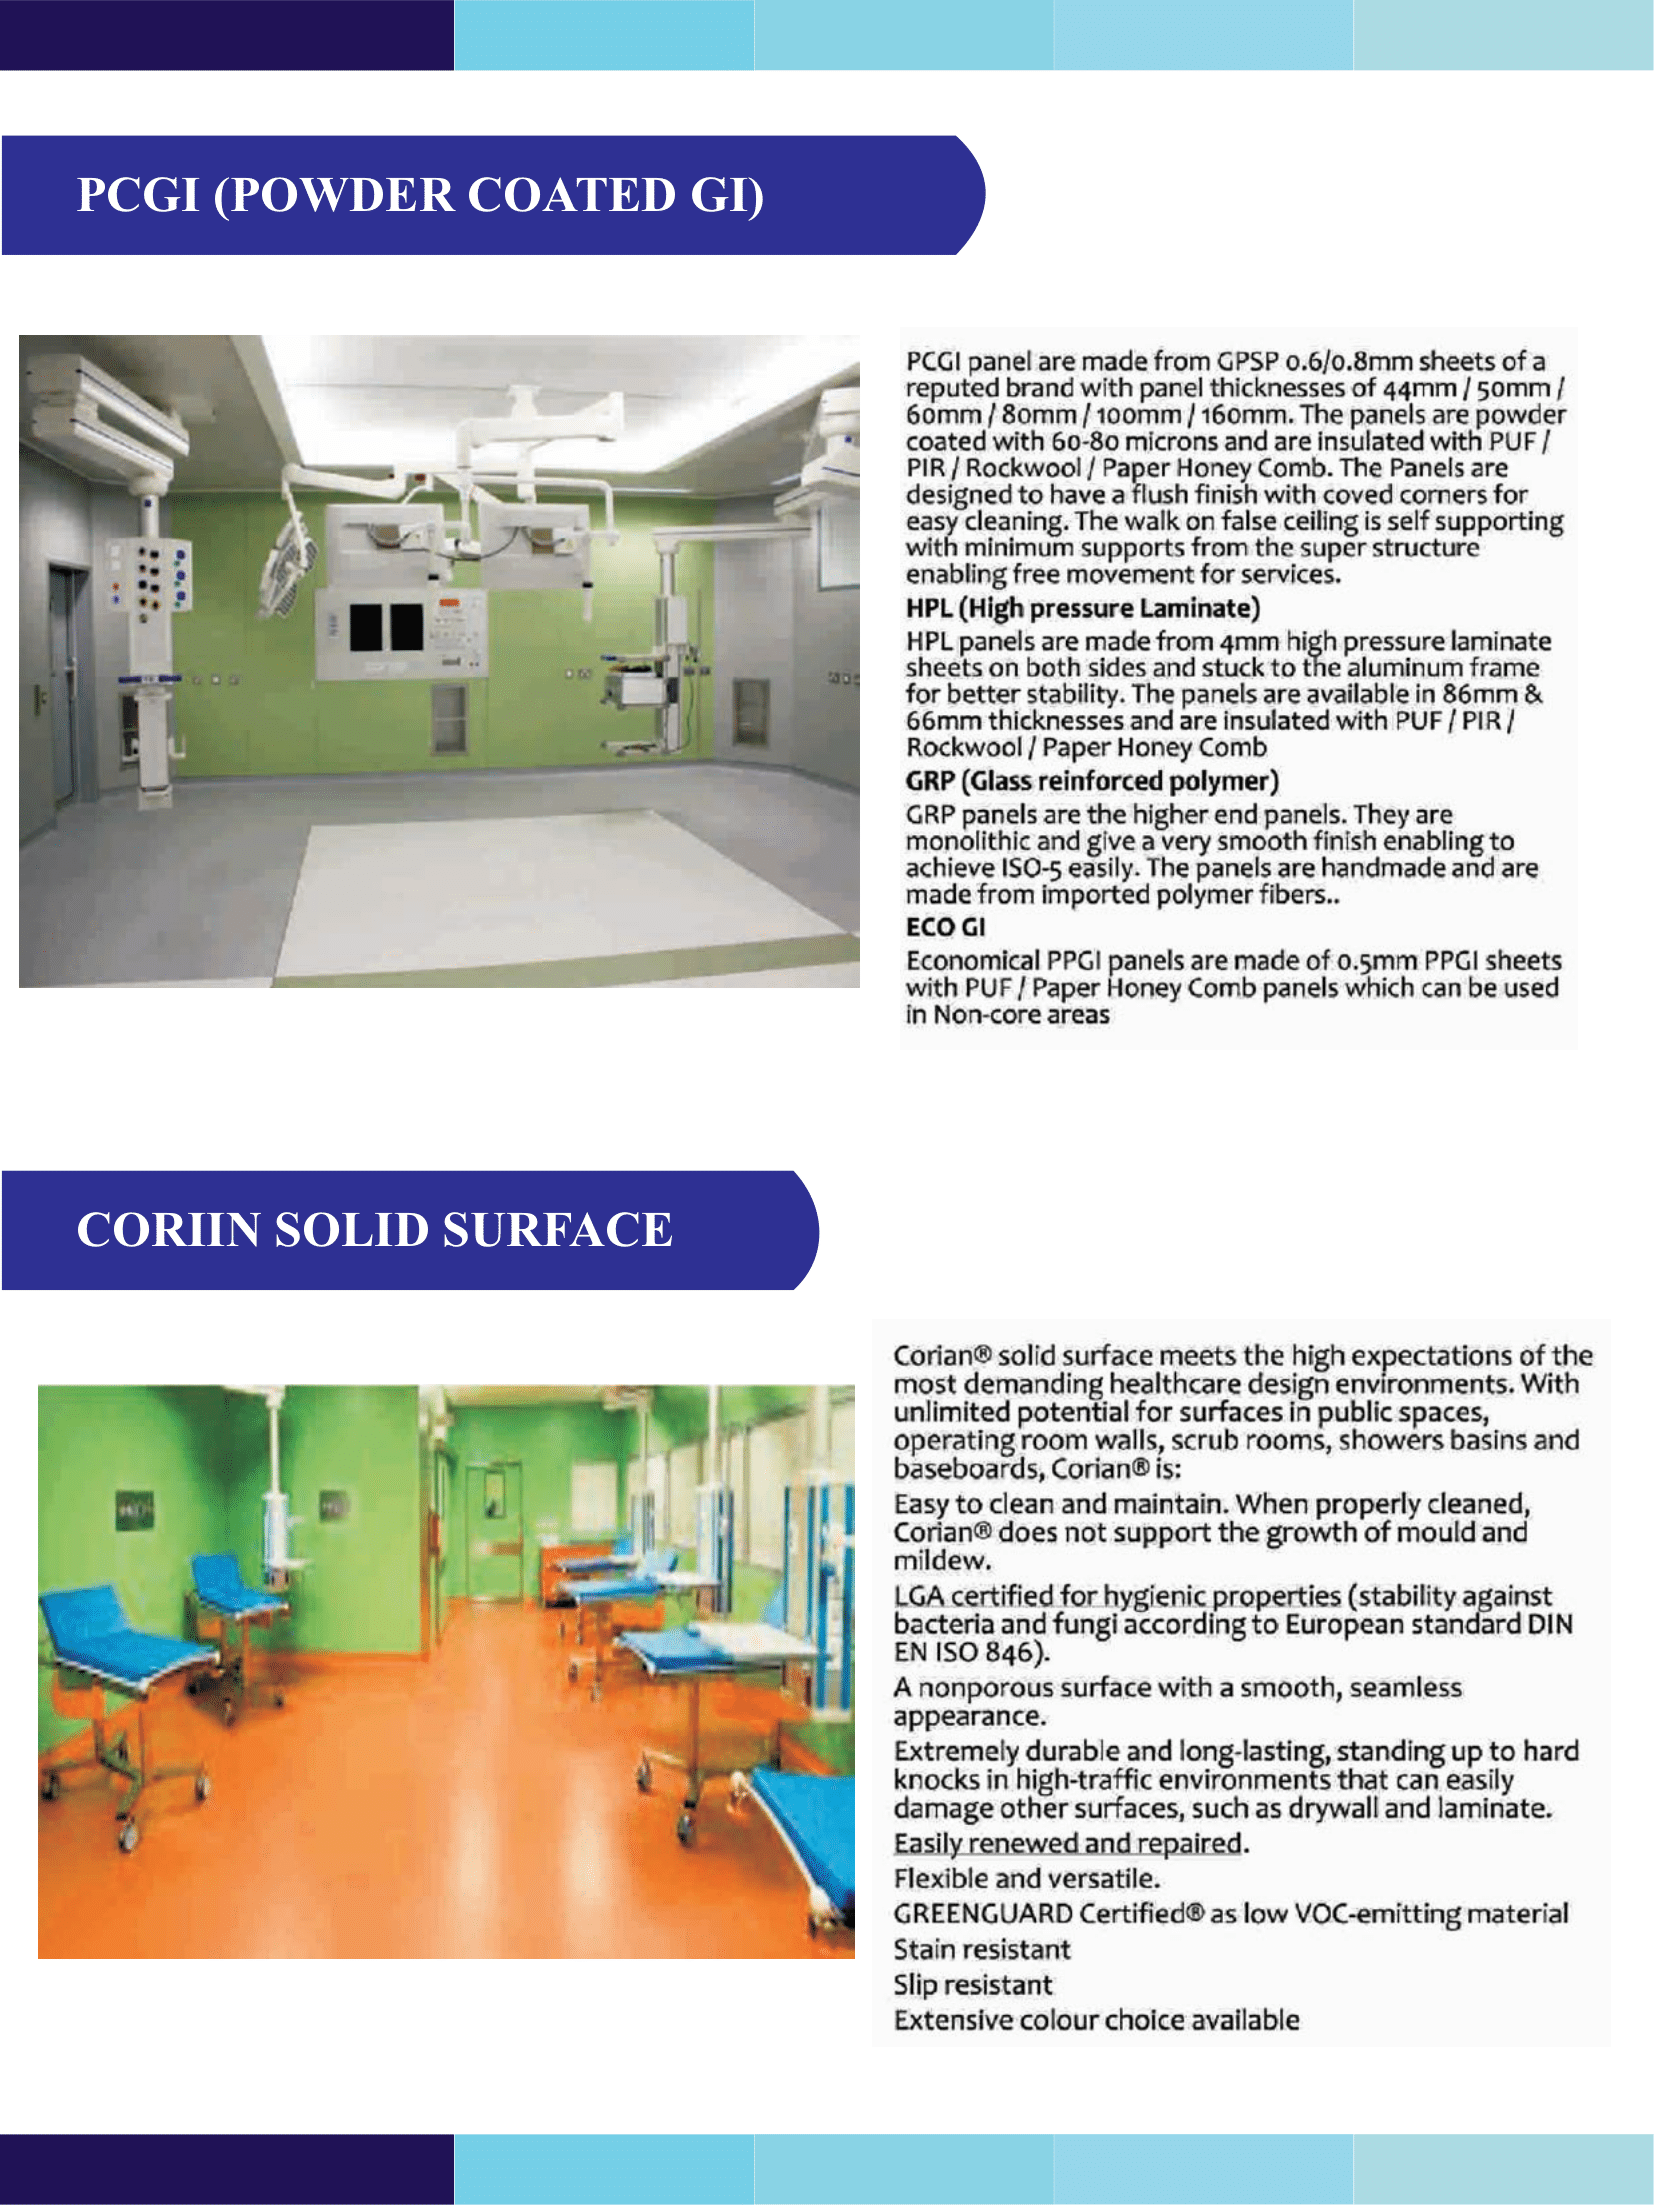 PCGI (POWDER COATED GI)
PCGI panel are made from GPSP 0.6/0.8mm sheets of a
reputed brand with panel thicknesses of 44mm / 50mm /
60mm / 80mm / 100mm / 160mm. The panels are powder
coated with 60-80 microns and are insulated with PUF /
PIR / Rockwool / Paper Honey Comb. The Panels are
designed to have a flush finish with coved corners for
easy cleaning. The walk on false ceiling is self supporting
with minimum supports from the super structure
enabling free movement for services.
HPL (High pressure Laminate)
HPL panels are made from 4mm high pressure laminate
sheets on both sides and stuck to the aluminum frame
for better stability. The panels are available in 86mm &
66mm thicknesses and are insulated with PUF / PIR /
Rockwool / Paper Honey Comb
GRP (Glass reinforced polymer)
GRP panels are the higher end panels. They are
monolithic and give a very smooth finish enabling to
achieve ISO-5 easily. The panels are handmade and are
made from imported polymer fibers..
ECO GI
Economical PPGI panels are made of 0.5mm PPGI sheets
with PUF / Paper Honey Comb panels which can be used
in Non-core areas
CORIIN SOLID SURFACE
Corian® solid surface meets the high expectations of the
most demanding healthcare design environments. With
unlimited potential for surfaces in public spaces,
operating room walls, scrub rooms, showers basins and
baseboards, Corian® is:
Easy to clean and maintain. When properly cleaned,
Corian® does not support the growth of mould and
mildew.
LGA certified for hygienic properties (stability against
bacteria and fungi according to European standard DIN
EN ISO 846).
A nonporous surface with a smooth, seamless
appearance.
Extremely durable and long-lasting, standing up to hard
knocks in high-traffic environments that can easily
damage other surfaces, such as drywall and laminate.
Easily renewed and repaired.
Flexible and versatile.
GREENGUARD Certified® as low VOC-emitting material
Stain resistant
Slip resistant
Extensive colour choice available